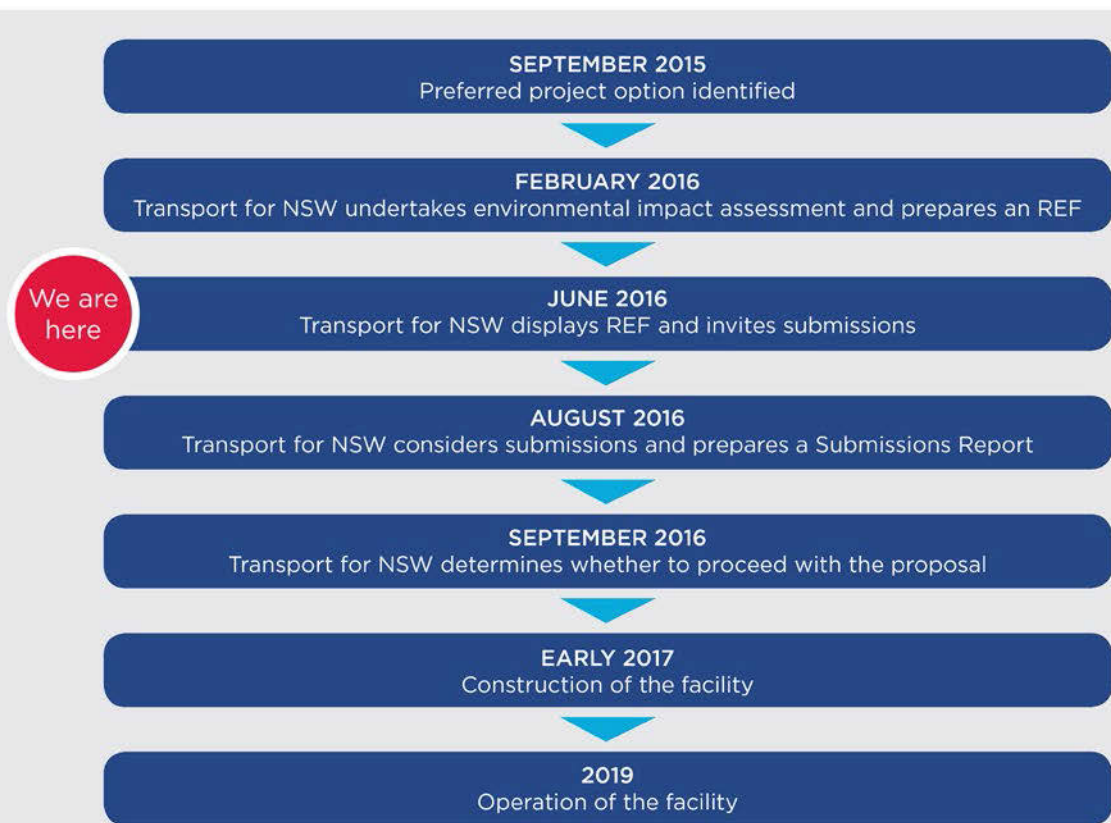 SEPTEMBER 2015
Preferred project option identified
FEBRUARY 2016
Transport for NSW undertakes environmental impact assessment and prepares an REF
We are
here
JUNE 2016
Transport for NSW displays REF and invites submissions
AUGUST 2016
Transport for NSW considers submissions and prepares a Submissions Report
SEPTEMBER 2016
Transport for NSW determines whether to proceed with the proposal
EARLY 2017
Construction of the facility
2019
Operation of the facility